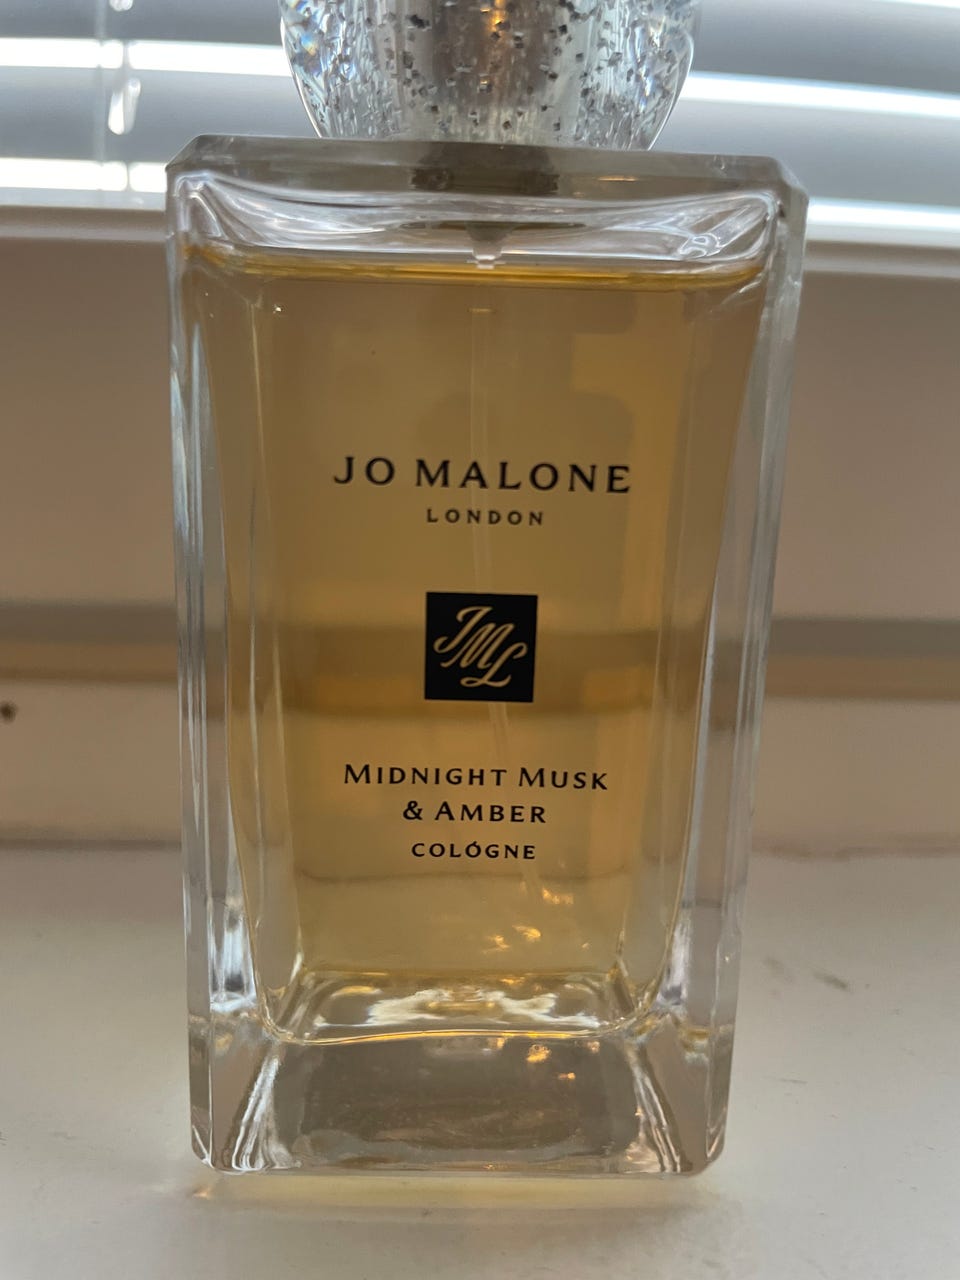 JO MALONE
LONDON
JML
MIDNIGHT MUSK
& AMBER
COLÓGNE